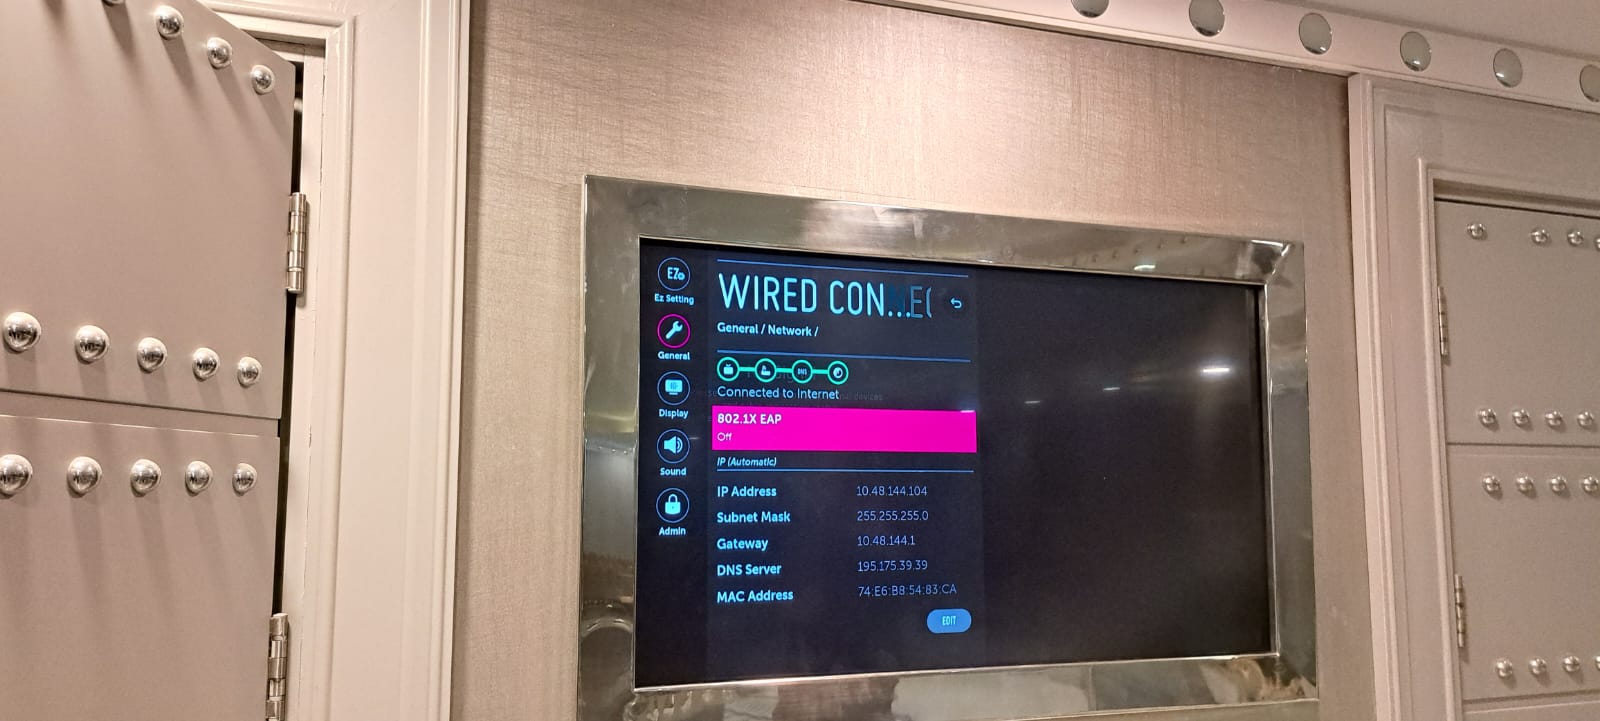 EZ
Ez Setting
General
Display
Sound
Admin
WIRED CON...
General / Network /
DNS
Connected to Internet
802.1X EAP
Off
IP (Automatic)
IP Address 10.48.144.104
Subnet Mask 255.255.255.0
Gateway 10.48.144.1
DNS Server 195.175.39.39
MAC Address 74:E6:B8:54:83:CA
EDIT